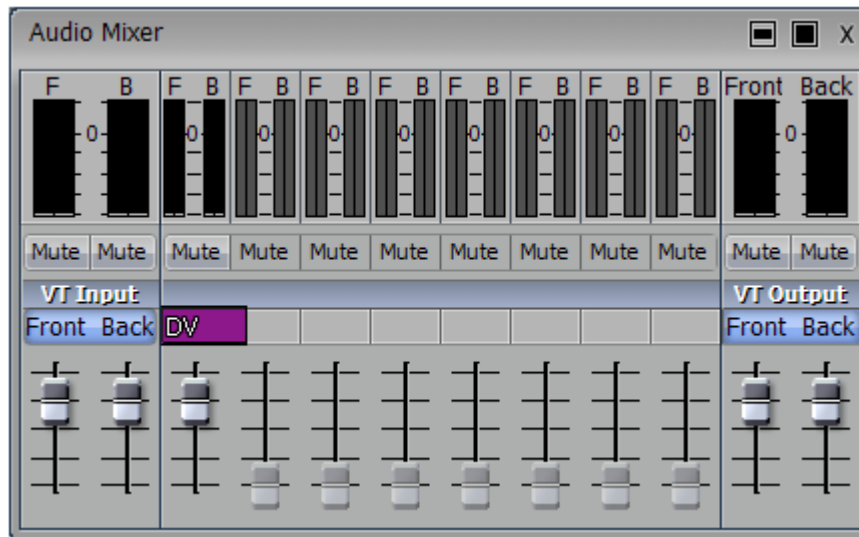 Audio Mixer X
F B F B F B F B F B F B F B F B F B Front Back
0 0 0 0 0 0 0 0 0 0
Mute Mute Mute Mute Mute Mute Mute Mute Mute Mute Mute Mute
VT Input VT Output
Front Back DV Front Back